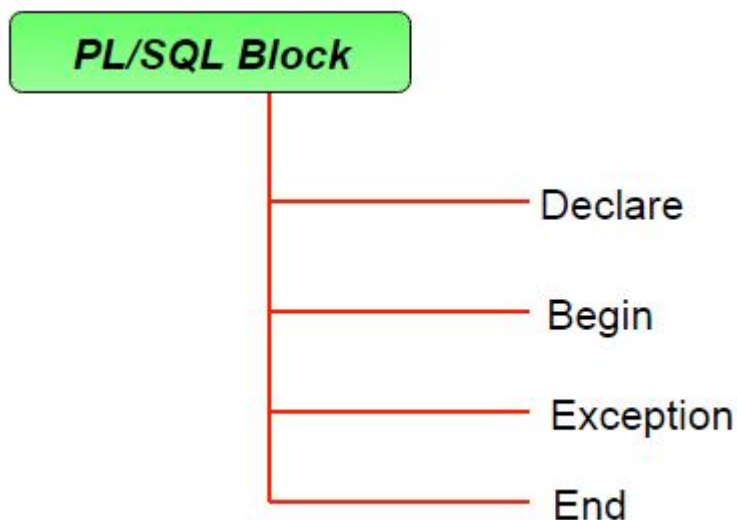 PL/SQL Block
Declare
Begin
Exception
End